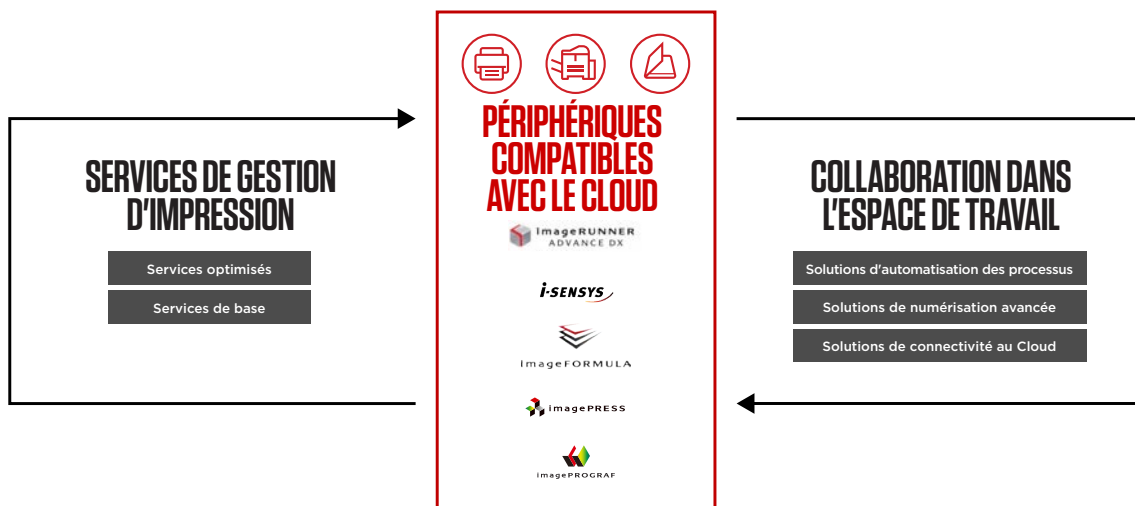 SERVICES DE GESTION
D'IMPRESSION
Services optimisés
Services de base
PÉRIPHÉRIQUES
COMPATIBLES
AVEC LE CLOUD
imageRUNNER
ADVANCE DX
i-SENSYS
imageFORMULA
imagePRESS
imagePROGRAF
COLLABORATION DANS
L'ESPACE DE TRAVAIL
Solutions d'automatisation des processus
Solutions de numérisation avancée
Solutions de connectivité au Cloud